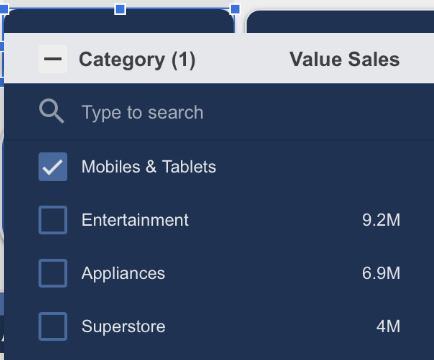 Category (1) Value Sales
Type to search
Mobiles & Tablets
Entertainment 9.2M
Appliances 6.9M
Superstore 4M